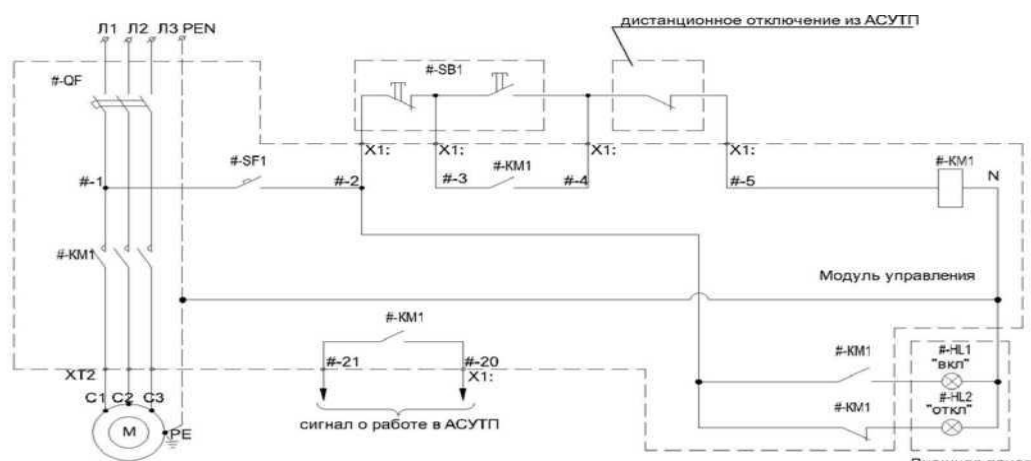 дистанционное отключение из АСУТП
Л1 Л2 Л3 PEN
#-QF
#-SB1
X1: X1: X1: X1:
#-SF1
#-KM1
#-KM1
N
#-1 #-2 #-3 #-4 #-5
#-KM1
Модуль управления
#-KM1
#-21 #-20
X1:
#-KM1
#-HL1
"вкл"
XT2
C1 C2 C3
#-KM1
#-HL2
"откл"
сигнал о работе в АСУТП
M
PE